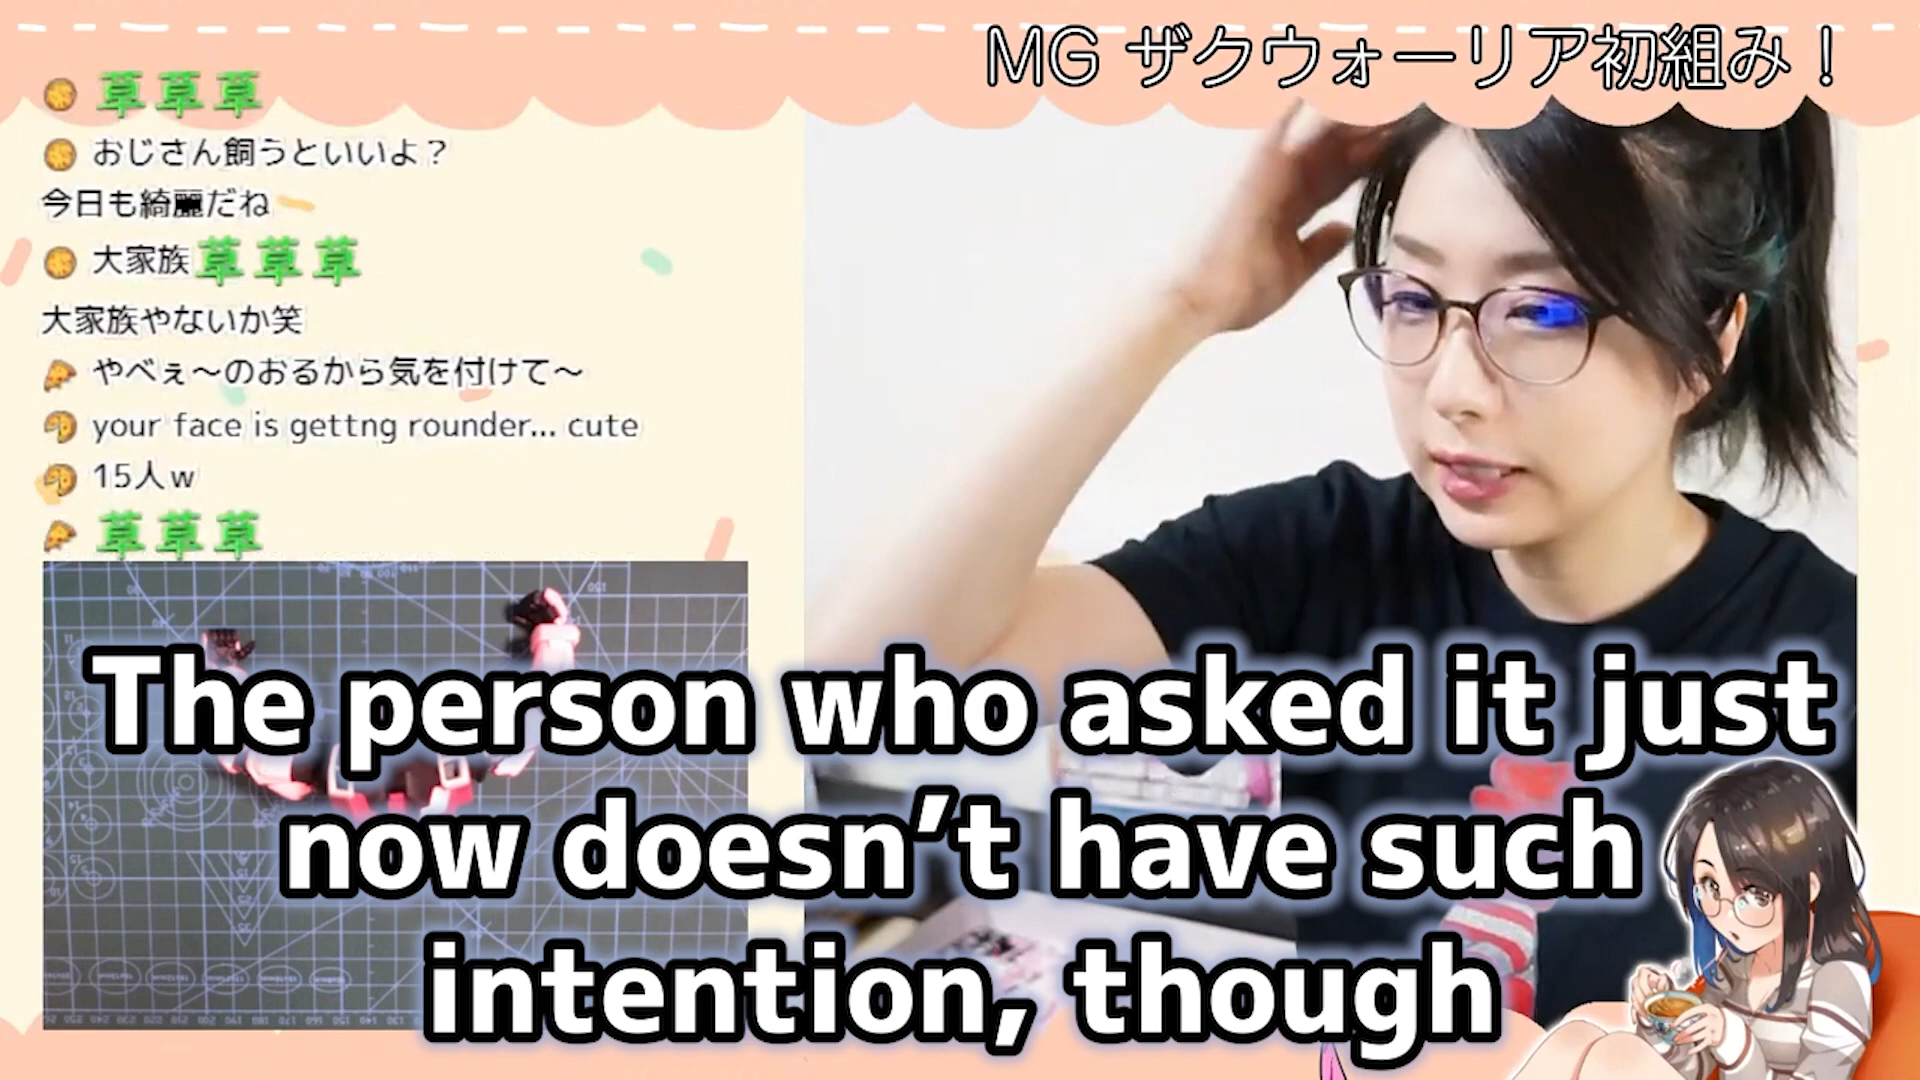 MG ザクウォーリア初組み！
草草草
おじさん飼うといいよ？
今日も綺麗だね
大家族草草草
大家族やないか笑
やべぇ～のおるから気を付けて～
your face is gettng rounder... cute
15人w
草草草
The person who asked it just
now doesn't have such
intention, though